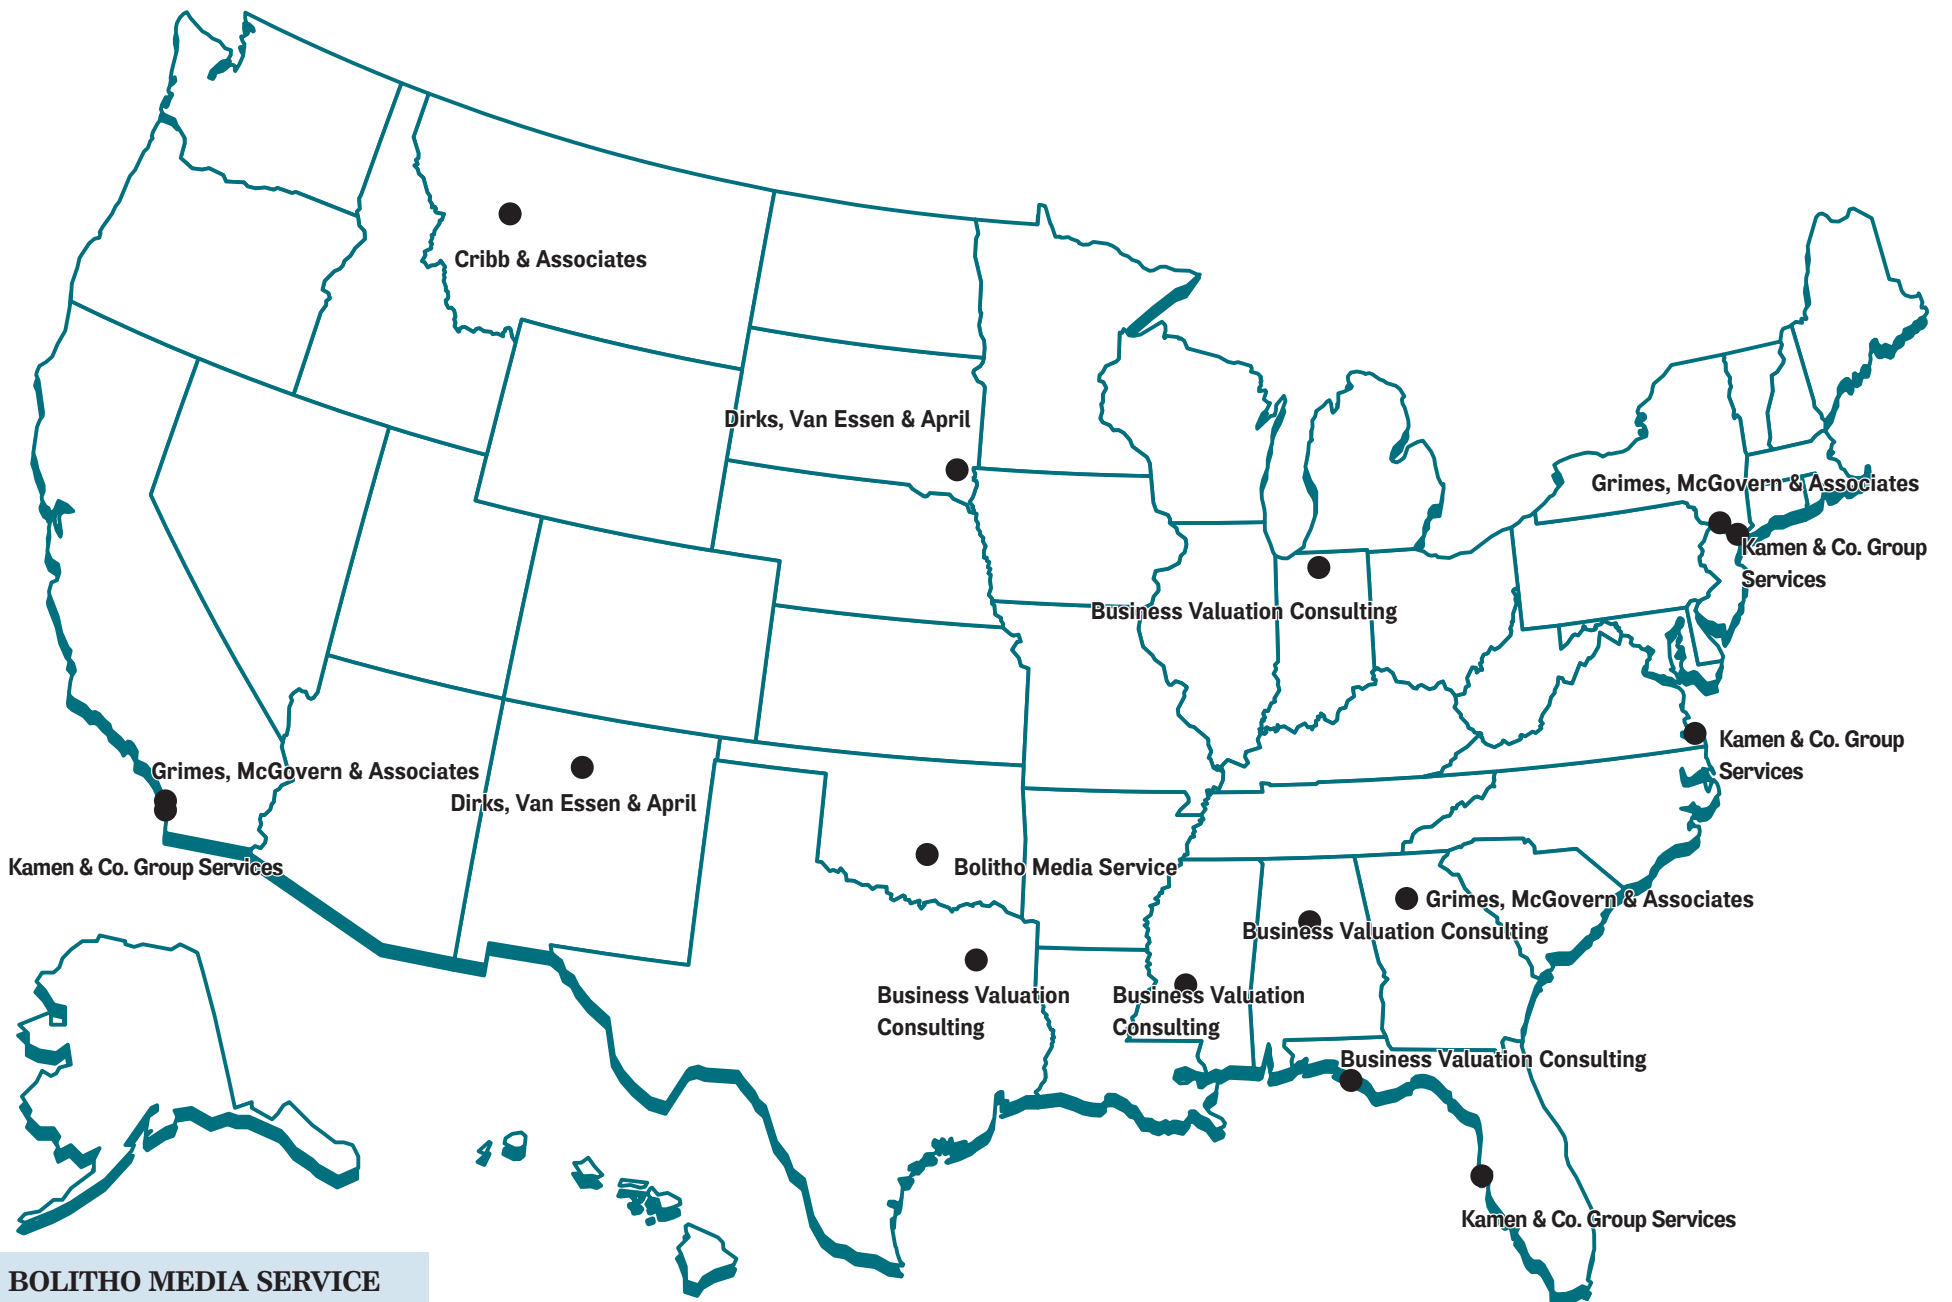 Cribb & Associates
Dirks, Van Essen & April
Grimes, McGovern & Associates
Kamen & Co. Group
Services
Business Valuation Consulting
Kamen & Co. Group
Services
Grimes, McGovern & Associates
Dirks, Van Essen & April
Kamen & Co. Group Services
Bolitho Media Service
Grimes, McGovern & Associates
Business Valuation Consulting
Business Valuation
Consulting
Business Valuation
Consulting
Business Valuation Consulting
Kamen & Co. Group Services
BOLITHO MEDIA SERVICE